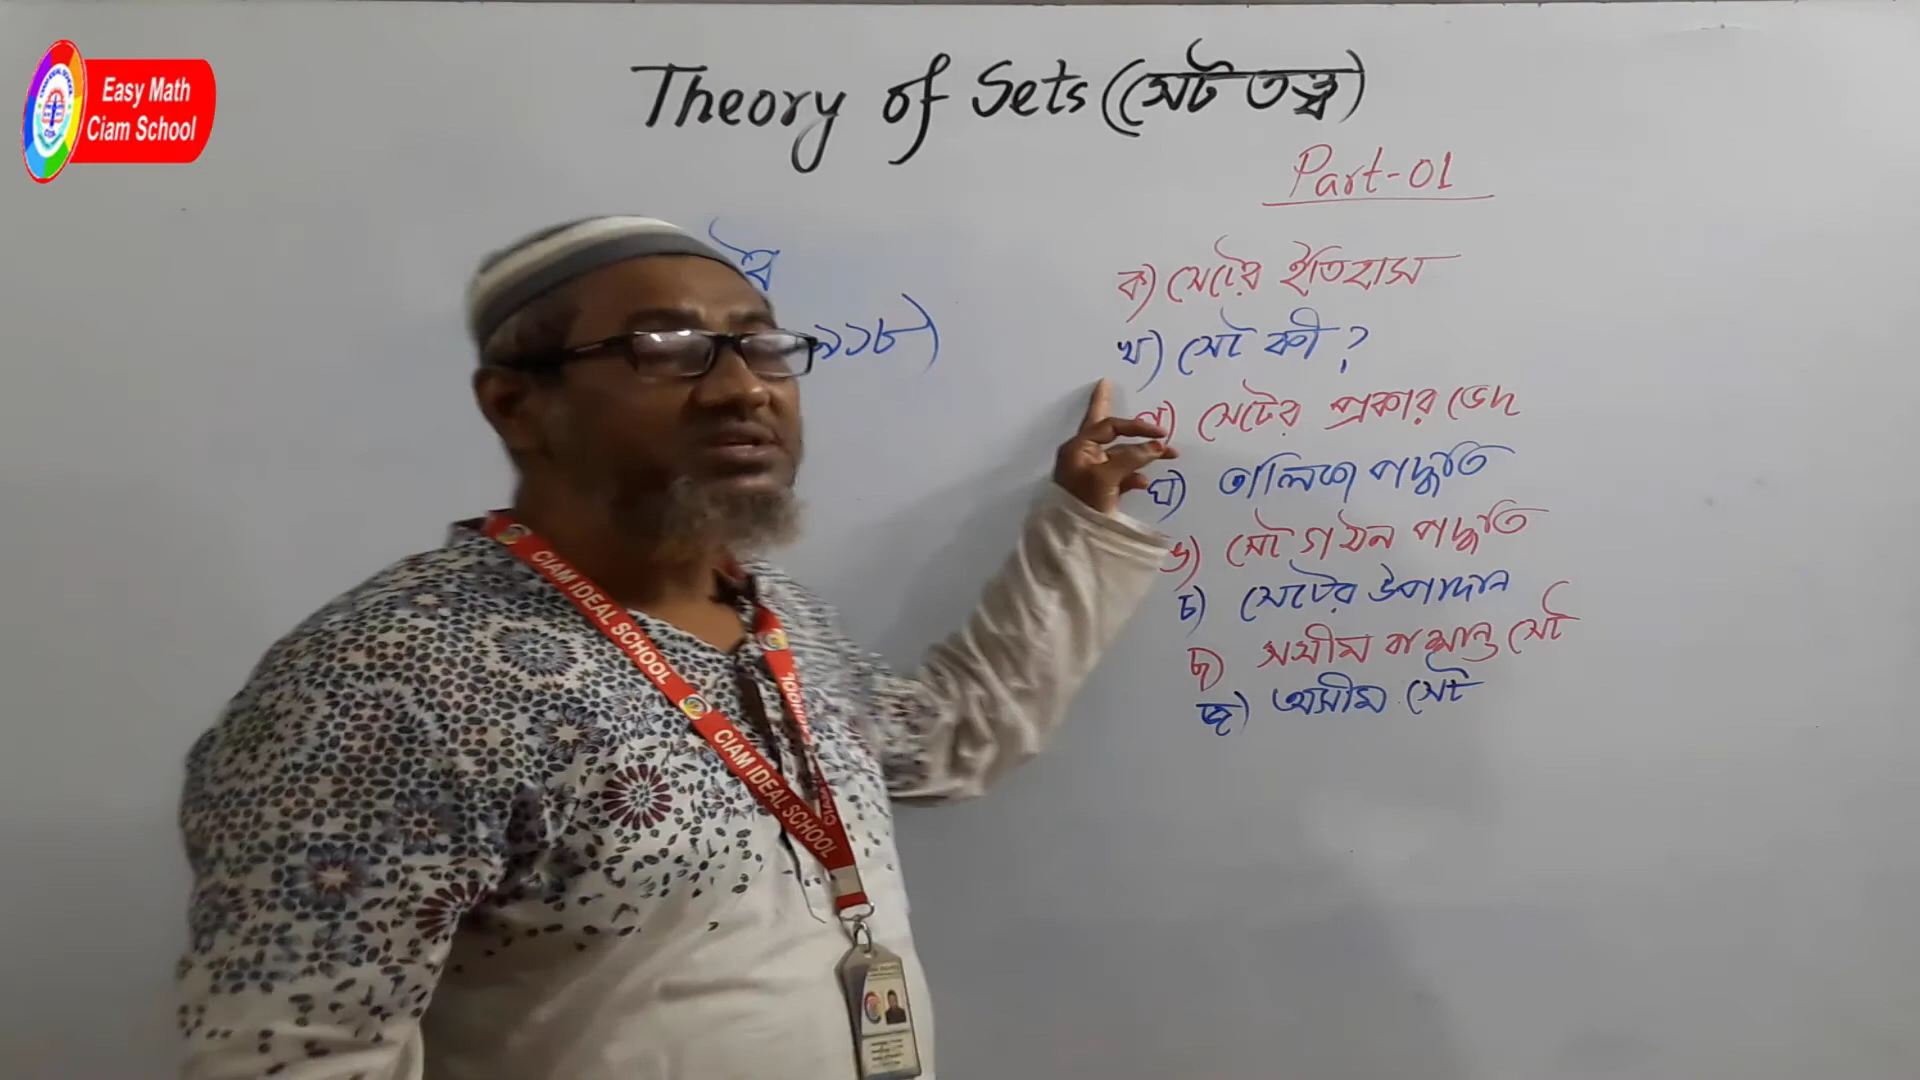 Easy Math
Ciam School
Theory of Sets (সেট তত্ত্ব)
Part-01
৯১৮)
ক) সেটের ইতিহাস
খ) সেট কী?
গ) সেটের প্রকার ভেদ
ঘ) তালিকা পদ্ধতি
ঙ) সেট গঠন পদ্ধতি
চ) সেটের উপাদান
ছ) সসীম বা সান্ত সেট
জ) অসীম সেট
CIAM IDEAL SCHOOL
CIAM IDEAL SCHOOL